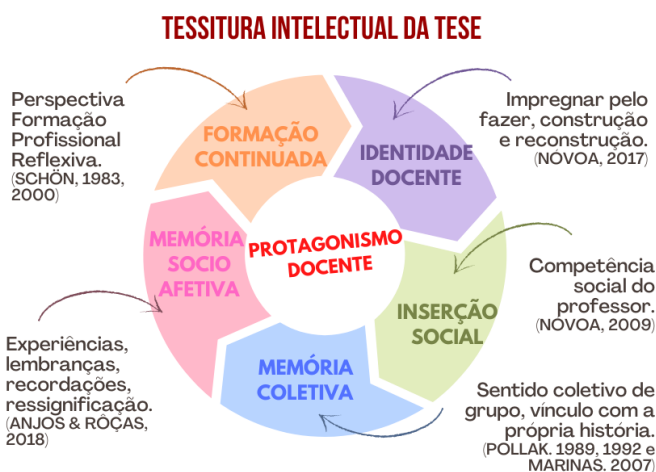 TESSITURA INTELECTUAL DA TESE
Perspectiva
Formação
Profissional
Reflexiva.
(SCHÖN, 1983,
2000)
FORMAÇÃO
CONTINUADA
IDENTIDADE
DOCENTE
Impregnar pelo
fazer, construção
e reconstrução.
(NÓVOA, 2017)
MEMÓRIA
SOCIO
AFETIVA
PROTAGONISMO
DOCENTE
INSERÇÃO
SOCIAL
Competência
social do
professor.
(NÓVOA, 2009)
Experiências,
lembranças,
recordações,
ressignificação.
(ANJOS & RÔÇAS,
2018)
MEMÓRIA
COLETIVA
Sentido coletivo de
grupo, vínculo com a
própria história.
(POLLAK. 1989, 1992 e
MARINAS. 2007)